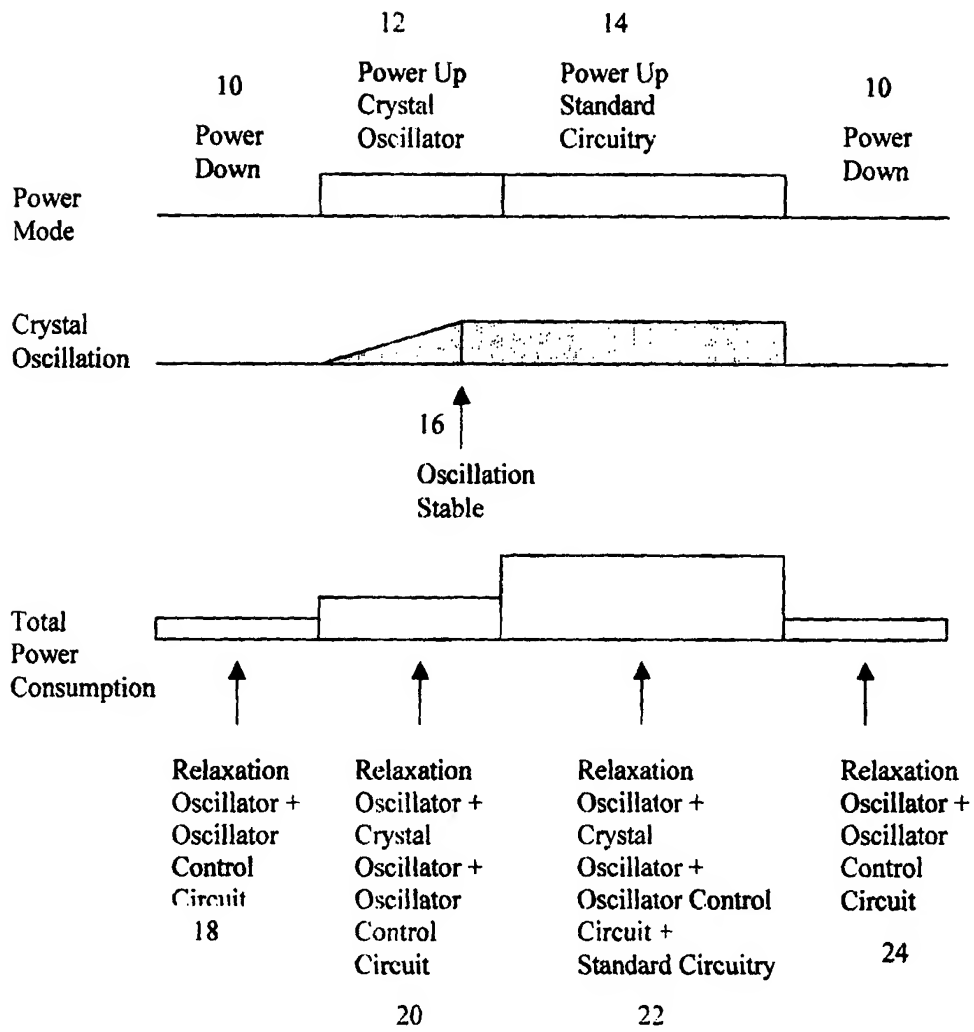 12
14
10
Power Up
Crystal
Oscillator
Power Up
Standard
Circuitry
10
Power
Down
Power
Down
Power
Mode
Crystal
Oscillation
16
Oscillation
Stable
Total
Power
Consumption
Relaxation
Oscillator +
Oscillator
Control
Circuit
18
Relaxation
Oscillator +
Crystal
Oscillator +
Oscillator
Control
Circuit
20
Relaxation
Oscillator +
Crystal
Oscillator +
Oscillator Control
Circuit +
Standard Circuitry
22
Relaxation
Oscillator +
Oscillator
Control
Circuit
24